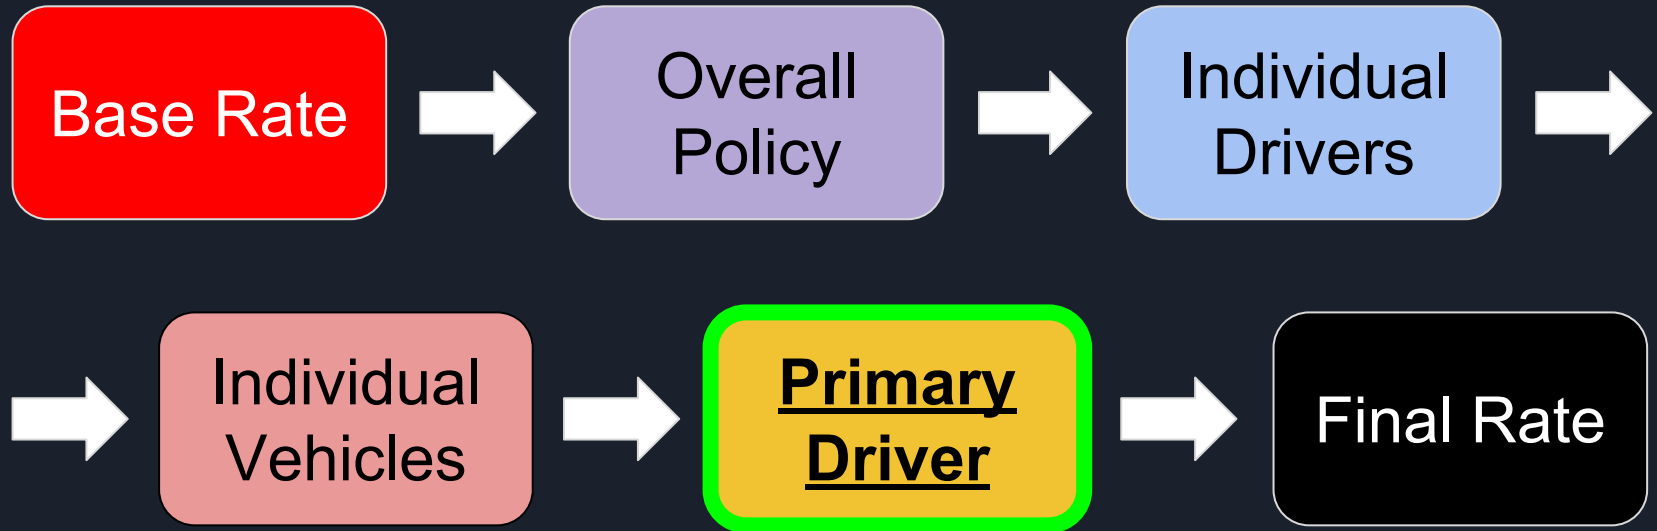 Base Rate
Overall
Policy
Individual
Drivers
Individual
Vehicles
Primary
Driver
Final Rate